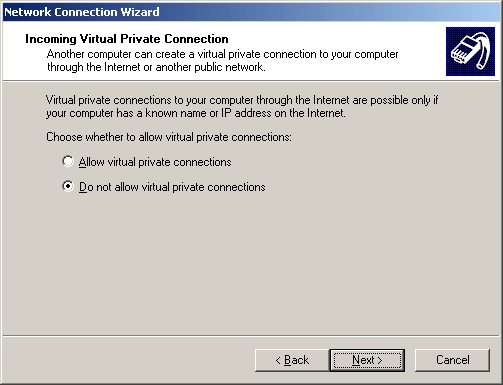 Network Connection Wizard
Incoming Virtual Private Connection
Another computer can create a virtual private connection to your computer
through the Internet or another public network.
Virtual private connections to your computer through the Internet are possible only if
your computer has a known name or IP address on the Internet.
Choose whether to allow virtual private connections:
Allow virtual private connections
Do not allow virtual private connections
< Back Next > Cancel